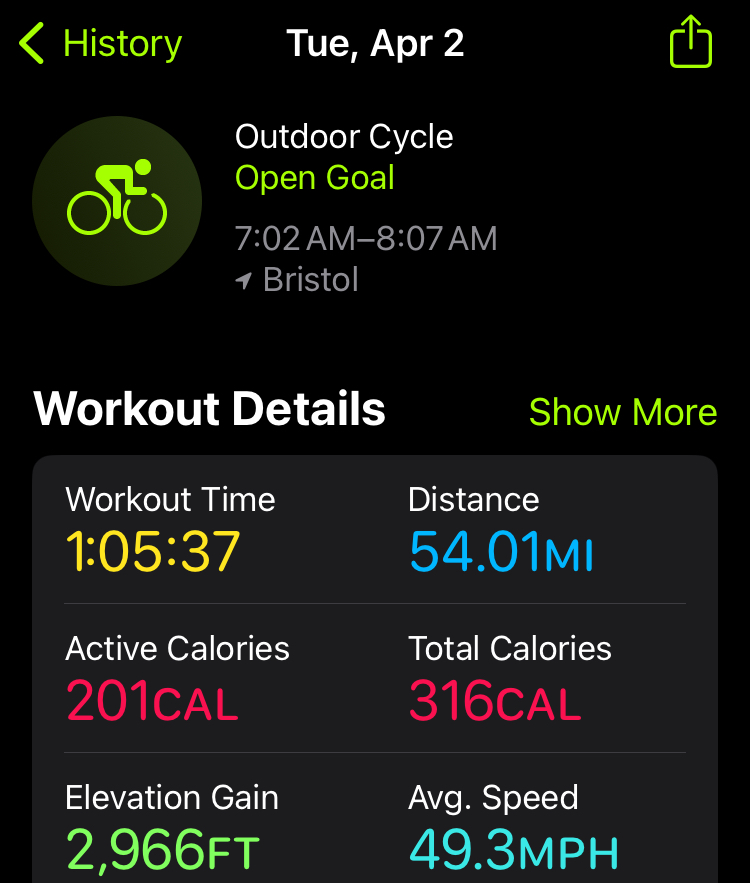 History
Tue, Apr 2
Outdoor Cycle
Open Goal
7:02 AM–8:07 AM
Bristol
Workout Details
Show More
Workout Time
Distance
1:05:37
54.01MI
Active Calories
Total Calories
201CAL
316CAL
Elevation Gain
Avg. Speed
2,966FT
49.3MPH